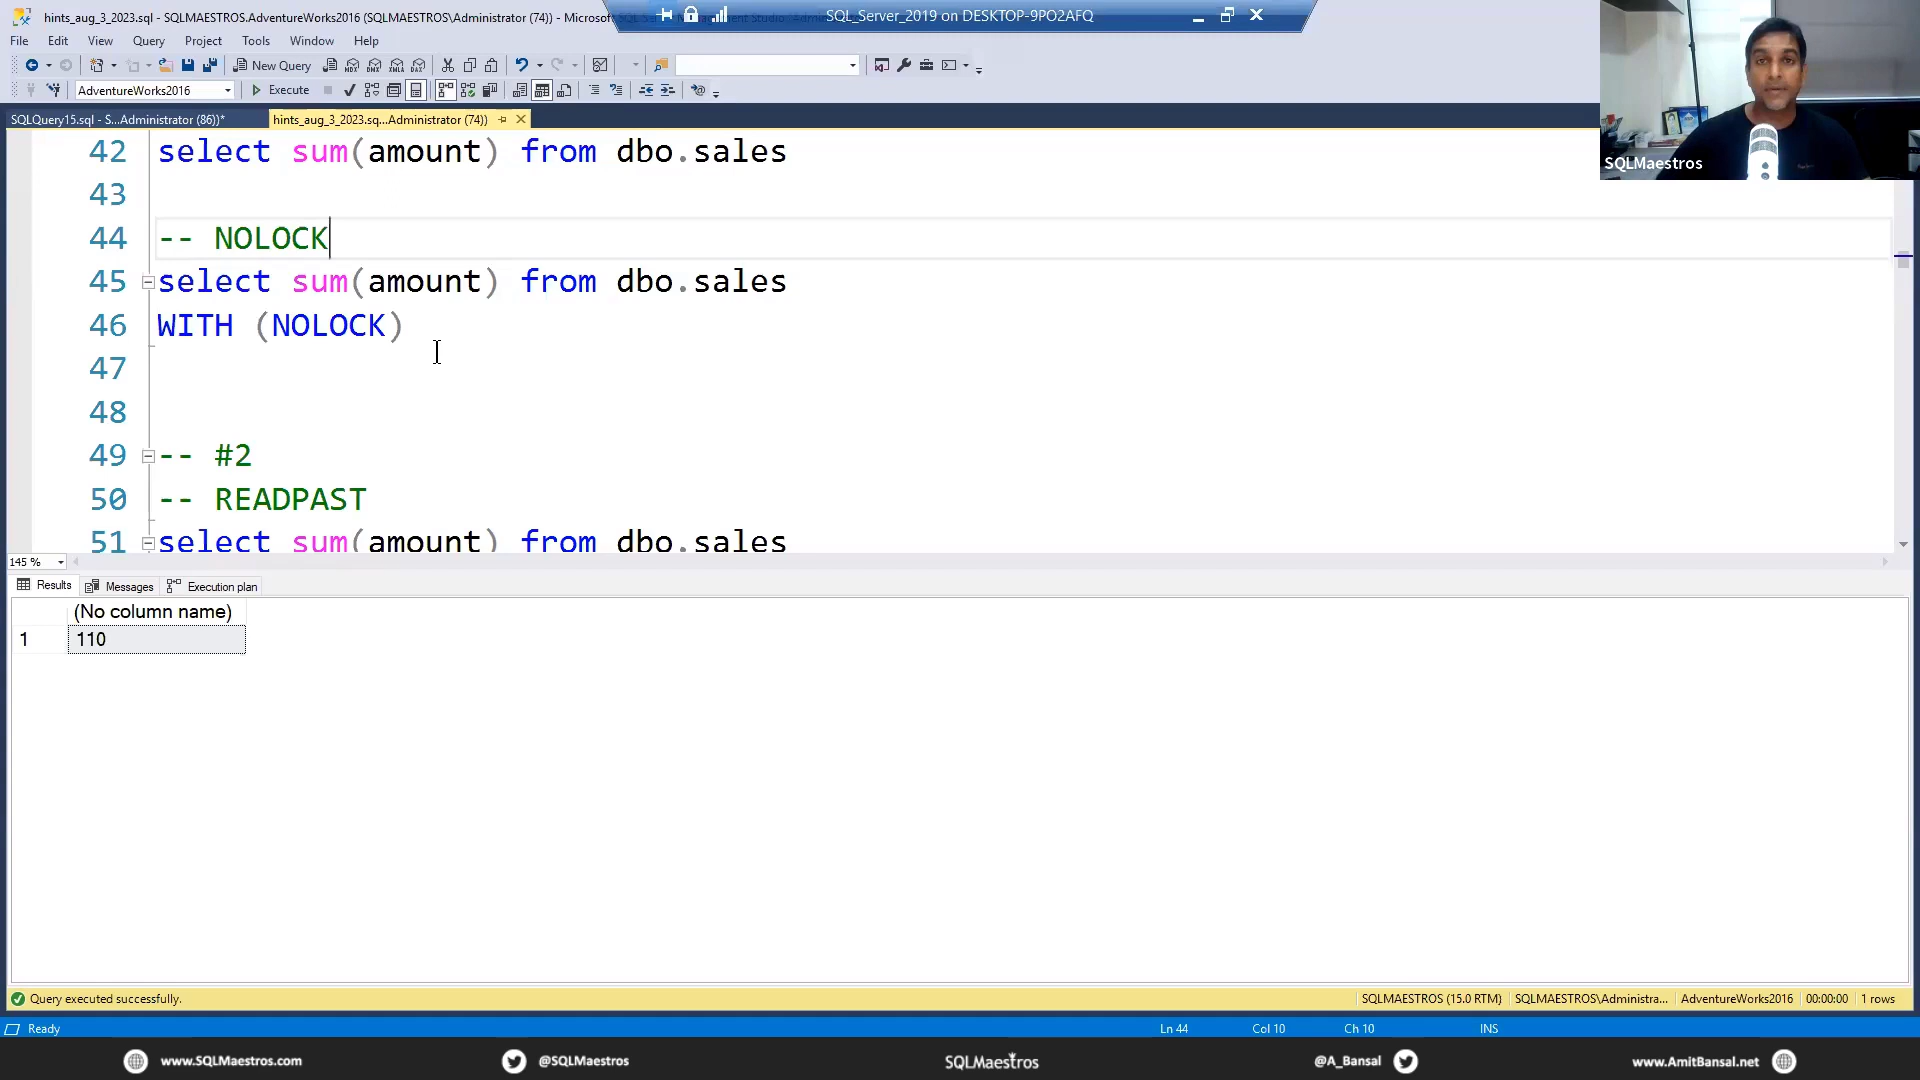 hints_aug_3_2023.sql - SQLMAESTROS.AdventureWorks2016 (SQLMAESTROS\Administrator (74)) - Microsoft
SQL_Server_2019 on DESKTOP-9PO2AFQ
File Edit View Query Project Tools Window Help
New Query
AdventureWorks2016
Execute
SQLQuery15.sql - S...Administrator (86))*
hints_aug_3_2023.sq...Administrator (74))
SQLMaestros
42 select sum(amount) from dbo.sales
43
44 -- NOLOCK
45 select sum(amount) from dbo.sales
46 WITH (NOLOCK)
47
48
49 -- #2
50 -- READPAST
51 select sum(amount) from dbo.sales
145 %
Results Messages Execution plan
(No column name)
1 110
Query executed successfully.
SQLMAESTROS (15.0 RTM) SQLMAESTROS\Administra... AdventureWorks2016 00:00:00 1 rows
Ready Ln 44 Col 10 Ch 10 INS
www.SQLMaestros.com @SQLMaestros SQLMaestros @A_Bansal www.AmitBansal.net